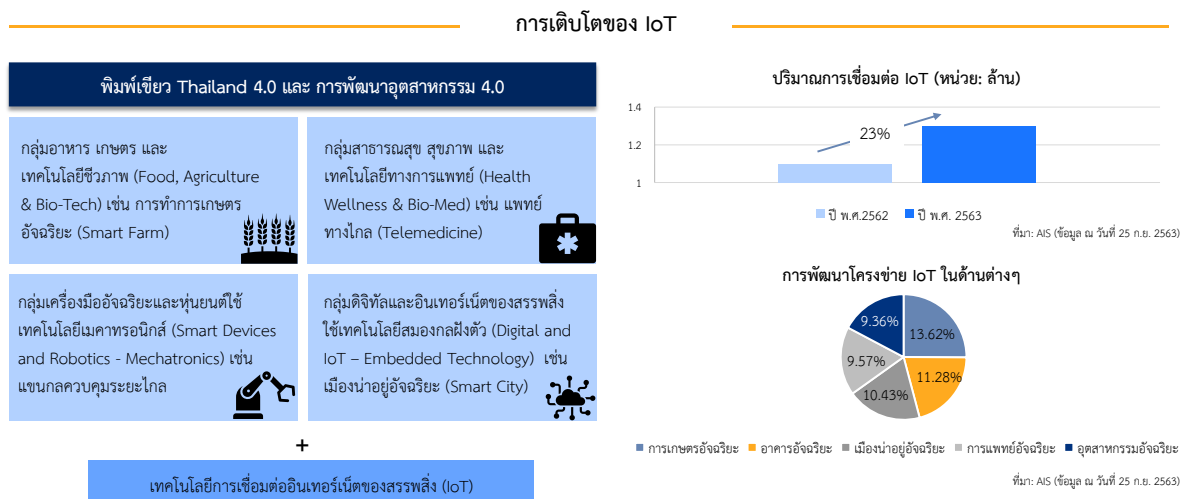 การเติบโตของ IoT
พิมพ์เขียว Thailand 4.0 และ การพัฒนาอุตสาหกรรม 4.0
กลุ่มอาหาร เกษตร และ
เทคโนโลยีชีวภาพ (Food, Agriculture
& Bio-Tech) เช่น การทำการเกษตร
อัจฉริยะ (Smart Farm)
กลุ่มสาธารณสุข สุขภาพ และ
เทคโนโลยีทางการแพทย์ (Health
Wellness & Bio-Med) เช่น แพทย์
ทางไกล (Telemedicine)
กลุ่มเครื่องมืออัจฉริยะและหุ่นยนต์ใช้
เทคโนโลยีเมคาทรอนิกส์ (Smart Devices
and Robotics - Mechatronics) เช่น
แขนกลควบคุมระยะไกล
กลุ่มดิจิทัลและอินเทอร์เน็ตของสรรพสิ่ง
ใช้เทคโนโลยีสมองกลฝังตัว (Digital and
IoT – Embedded Technology) เช่น
เมืองน่าอยู่อัจฉริยะ (Smart City)
+
เทคโนโลยีการเชื่อมต่ออินเทอร์เน็ตของสรรพสิ่ง (IoT)
ปริมาณการเชื่อมต่อ IoT (หน่วย: ล้าน)
1.4
23%
1.2
1
ปี พ.ศ.2562 ปี พ.ศ. 2563
ที่มา: AIS (ข้อมูล ณ วันที่ 25 ก.ย. 2563)
การพัฒนาโครงข่าย IoT ในด้านต่างๆ
9.36%
13.62%
9.57%
11.28%
10.43%
การเกษตรอัจฉริยะ อาคารอัจฉริยะ เมืองน่าอยู่อัจฉริยะ การแพทย์อัจฉริยะ อุตสาหกรรมอัจฉริยะ
ที่มา: AIS (ข้อมูล ณ วันที่ 25 ก.ย. 2563)